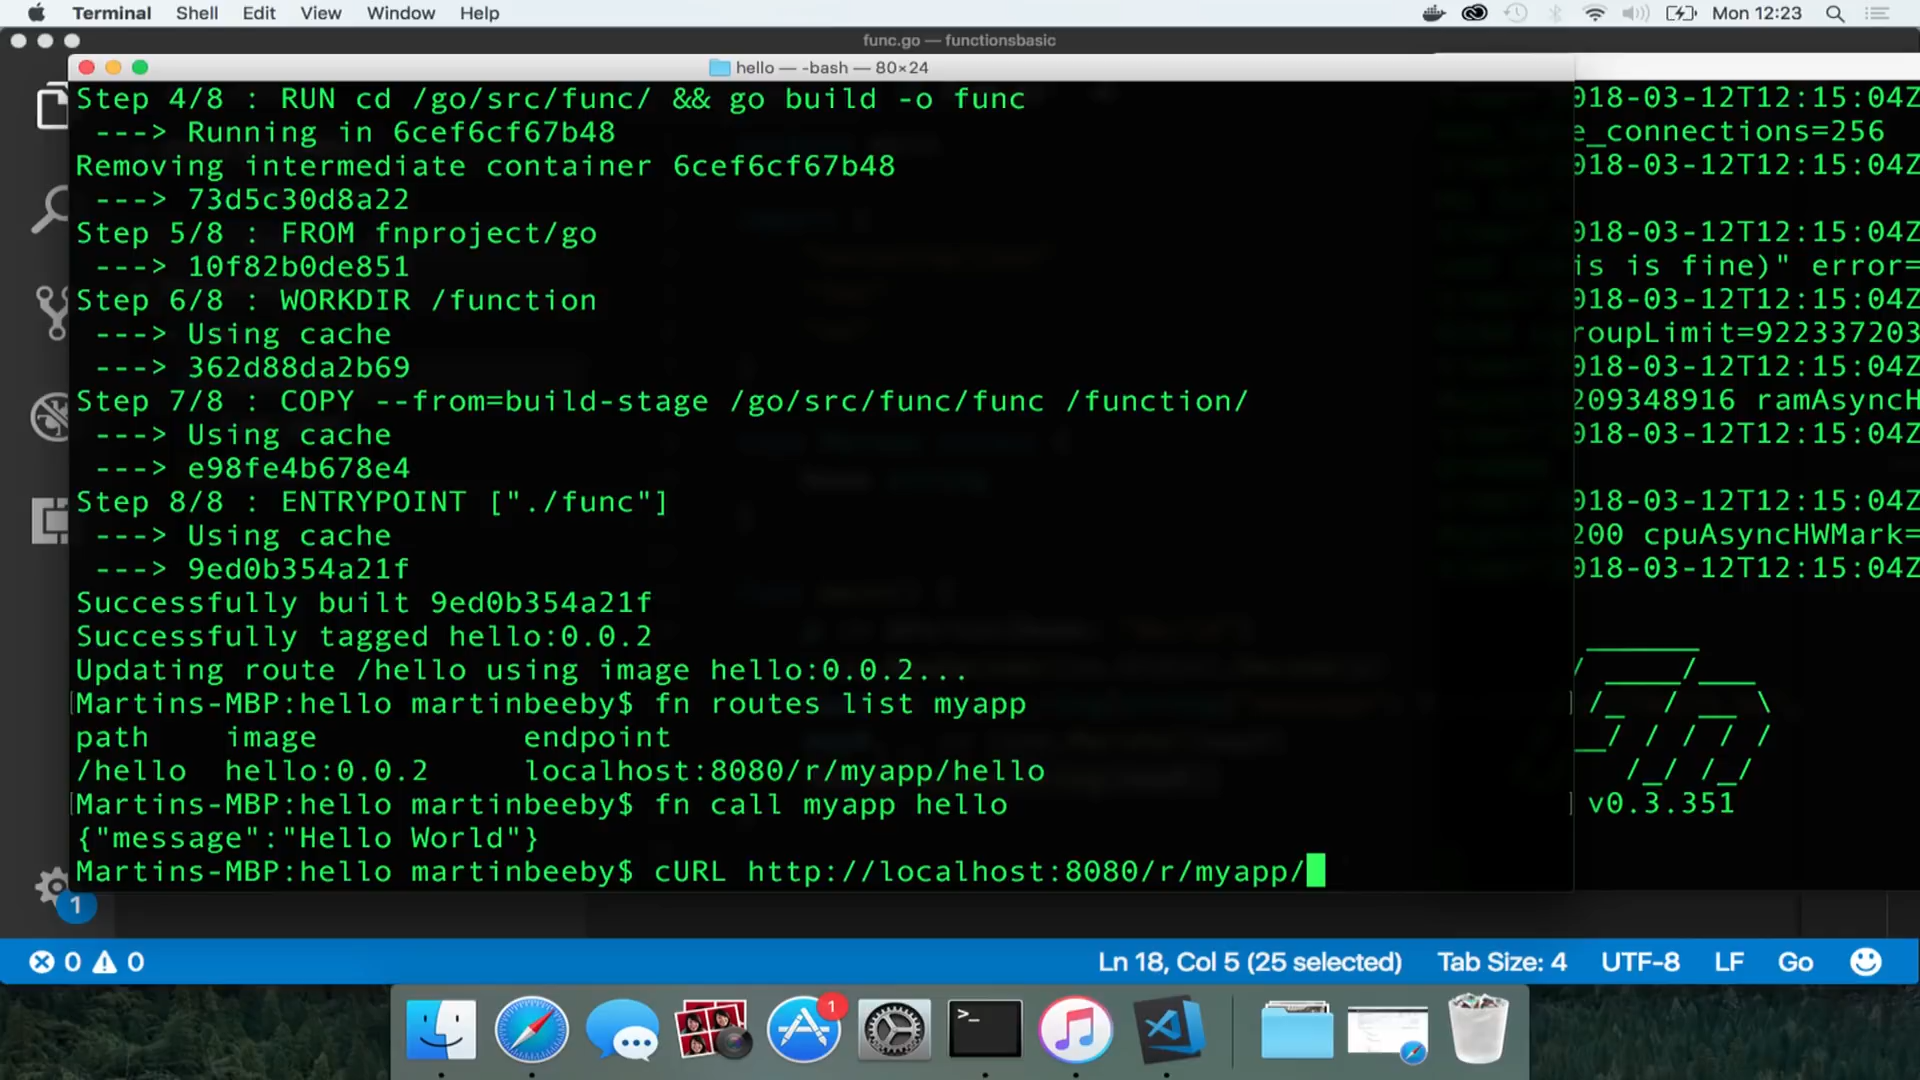 Terminal Shell Edit View Window Help Mon 12:23
func.go — functionsbasic
hello — -bash — 80×24
Step 4/8 : RUN cd /go/src/func/ && go build -o func
---> Running in 6cef6cf67b48
Removing intermediate container 6cef6cf67b48
---> 73d5c30d8a22
Step 5/8 : FROM fnproject/go
---> 10f82b0de851
Step 6/8 : WORKDIR /function
---> Using cache
---> 362d88da2b69
Step 7/8 : COPY --from=build-stage /go/src/func/func /function/
---> Using cache
---> e98fe4b678e4
Step 8/8 : ENTRYPOINT ["./func"]
---> Using cache
---> 9ed0b354a21f
Successfully built 9ed0b354a21f
Successfully tagged hello:0.0.2
Updating route /hello using image hello:0.0.2...
[Martins-MBP:hello martinbeeby$ fn routes list myapp ]
path image endpoint
/hello hello:0.0.2 localhost:8080/r/myapp/hello
[Martins-MBP:hello martinbeeby$ fn call myapp hello ]
{"message":"Hello World"}
Martins-MBP:hello martinbeeby$ cURL http://localhost:8080/r/myapp/
018-03-12T12:15:04Z
e_connections=256
018-03-12T12:15:04Z
018-03-12T12:15:04Z
is is fine)" error=
018-03-12T12:15:04Z
roupLimit=922337203
018-03-12T12:15:04Z
209348916 ramAsyncH
018-03-12T12:15:04Z
018-03-12T12:15:04Z
200 cpuAsyncHWMark=
018-03-12T12:15:04Z
v0.3.351
1
0 0
Ln 18, Col 5 (25 selected) Tab Size: 4 UTF-8 LF Go
1